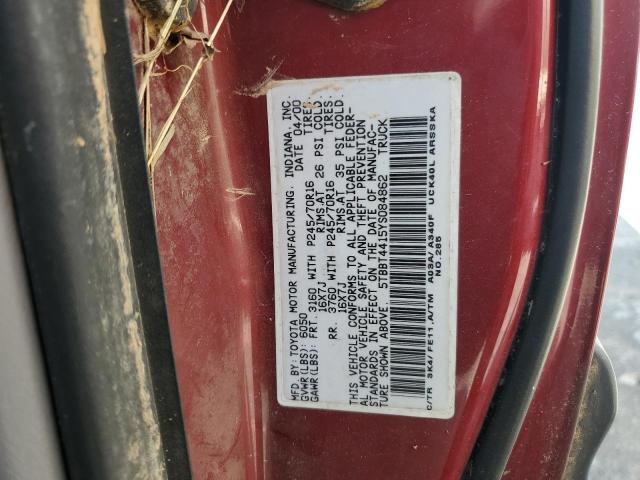 MFD.BY: TOYOTA MOTOR MANUFACTURING, INDIANA, INC.
GVWR(LBS): 6050 DATE 04/00
GAWR(LBS): FRT. 3160 WITH P245/70R16 TIRES.
16X7J RIMS.AT 26 PSI COLD.
RR. 3760 WITH P245/70R16 TIRES.
16X7J RIMS.AT 35 PSI COLD.
THIS VEHICLE CONFORMS TO ALL APPLICABLE FEDER-
AL MOTOR VEHICLE SAFETY AND THEFT PREVENTION
STANDARDS IN EFFECT ON THE DATE OF MANUFAC-
TURE SHOWN ABOVE. 5TBBT4415YS084862 TRUCK
C/TR 3K4/FE11,A/TM A03A/A340F UCK40L ARSSKA
NO.285